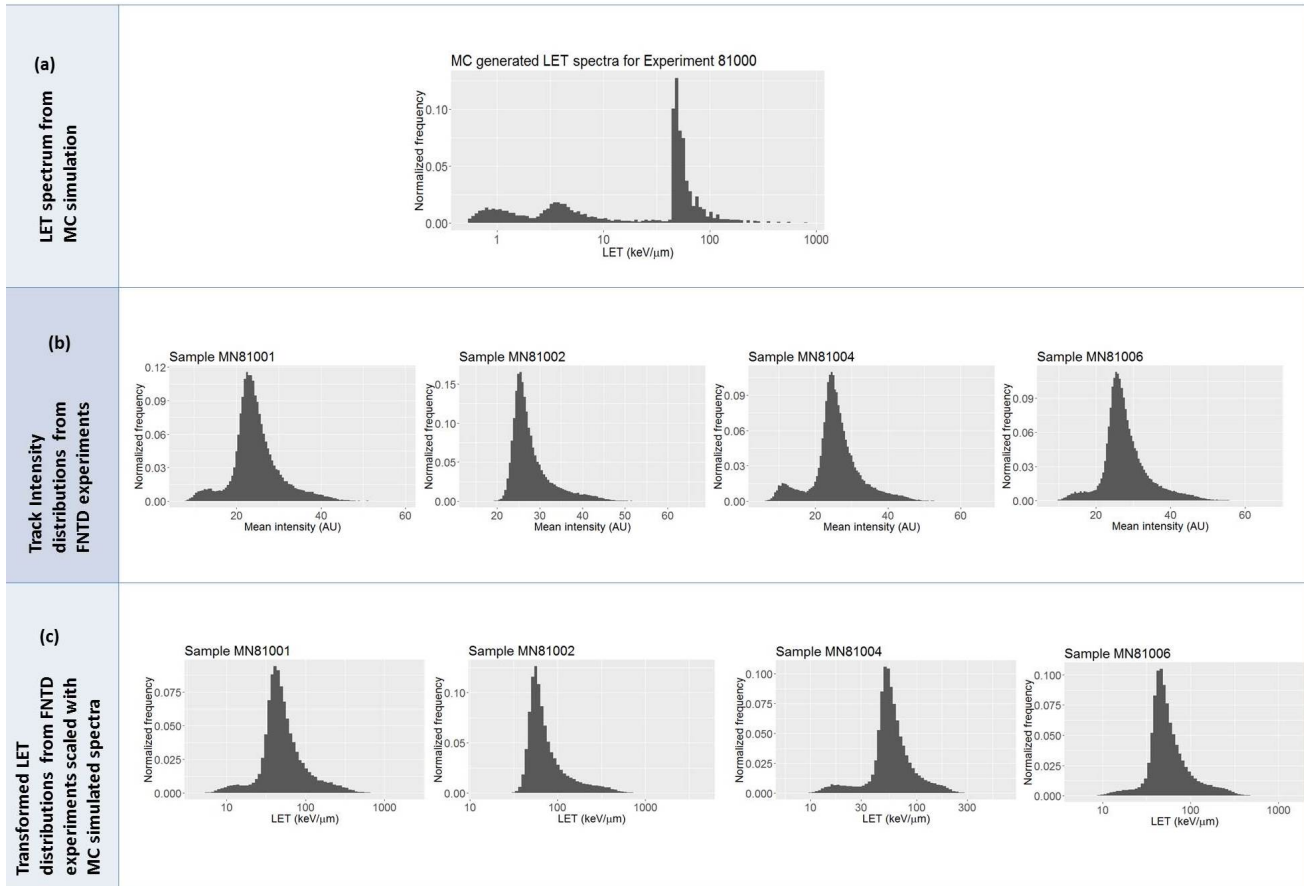 (a)
LET spectrum from
MC simulation
MC generated LET spectra for Experiment 81000
Normalized frequency
0.10
0.05
0.00
1 10 100 1000
LET (keV/μm)
(b)
Track Intensity
distributions from
FNTD experiments
Sample MN81001
Normalized frequency
0.12
0.09
0.06
0.03
0.00
20 40 60
Mean intensity (AU)
Sample MN81002
Normalized frequency
0.15
0.10
0.05
0.00
20 30 40 50 60
Mean intensity (AU)
Sample MN81004
Normalized frequency
0.09
0.06
0.03
0.00
20 40 60
Mean intensity (AU)
Sample MN81006
Normalized frequency
0.09
0.06
0.03
0.00
20 40 60
Mean intensity (AU)
(c)
Transformed LET
distributions from FNTD
experiments scaled with
MC simulated spectra
Sample MN81001
Normalized frequency
0.075
0.050
0.025
0.000
10 100 1000
LET (keV/μm)
Sample MN81002
Normalized frequency
0.10
0.05
0.00
10 100 1000
LET (keV/μm)
Sample MN81004
Normalized frequency
0.100
0.075
0.050
0.025
0.000
10 30 100 300
LET (keV/μm)
Sample MN81006
Normalized frequency
0.100
0.075
0.050
0.025
0.000
10 100 1000
LET (keV/μm)